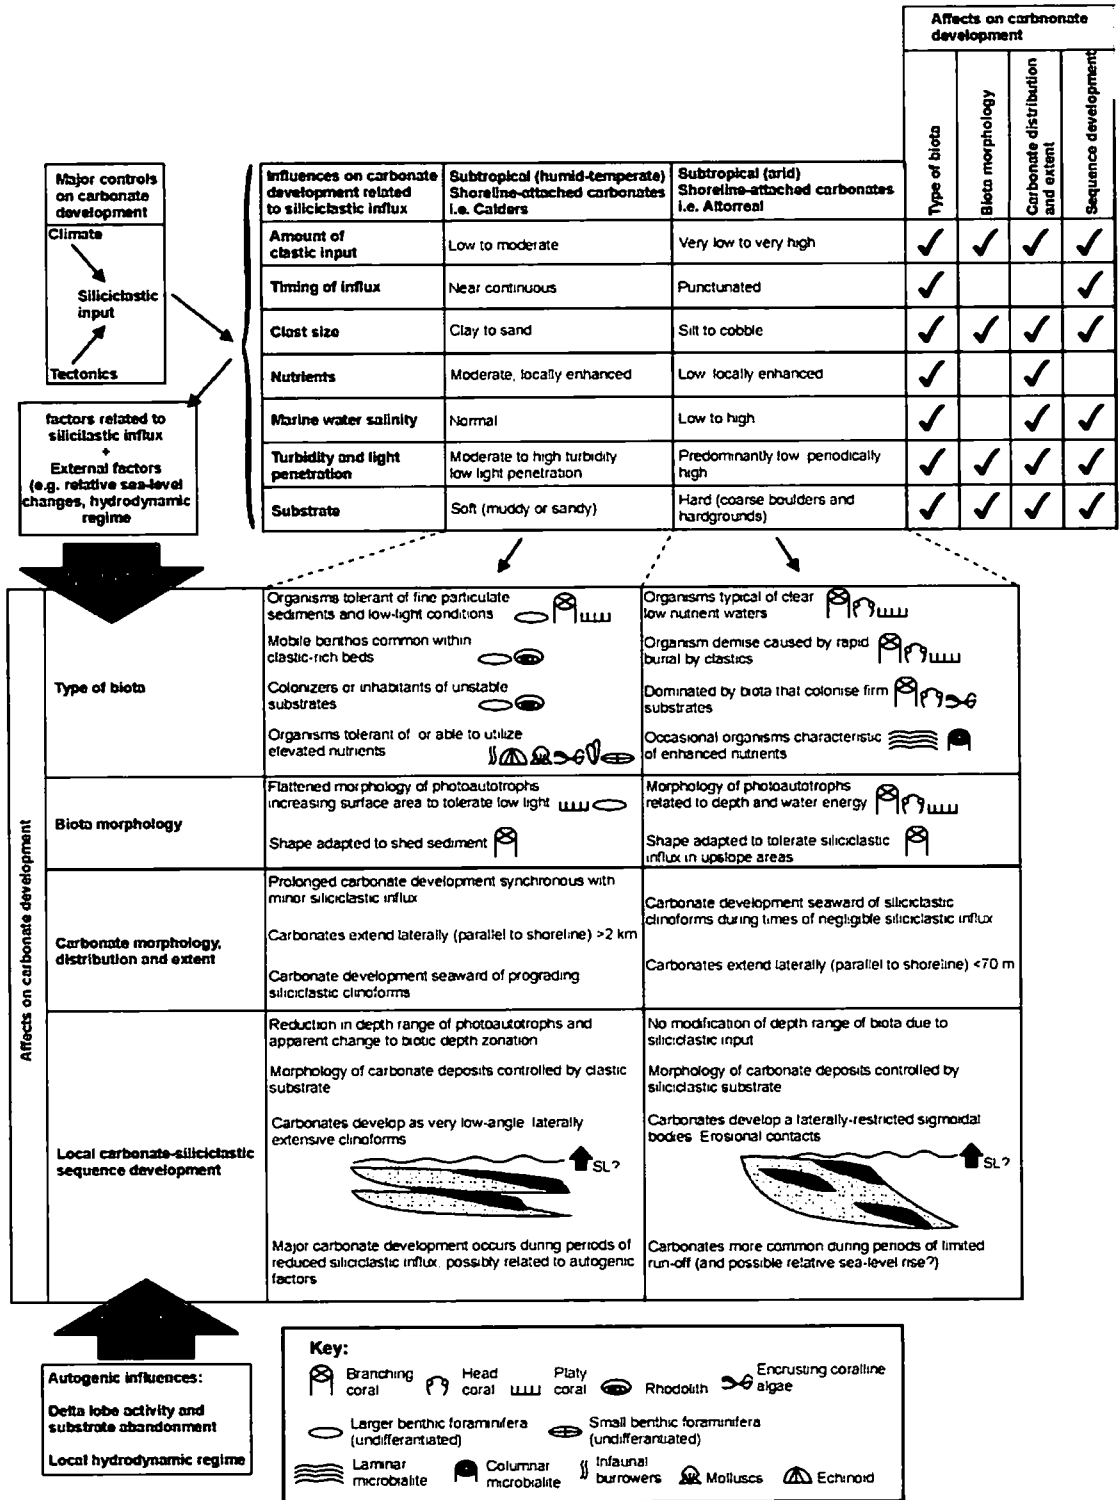 Affects on carbnonate
development
Type of biota
Biota morphology
Carbonate distribution
and extent
Sequence development
Major controls
on carbonate
development
Climate
Siliciclastic
input
Tectonics
factors related to
silicilastic influx
+
External factors
(e.g. relative sea-level
changes, hydrodynamic
regime
Influences on carbonate
development related
to siliciclastic influx
Subtropical (humid-temperate)
Shoreline-attached carbonates
i.e. Calders
Subtropical (arid)
Shoreline-attached carbonates
i.e. Altorreal
Amount of
clastic input
Low to moderate
Very low to very high
Timing of influx
Near continuous
Punctunated
Clast size
Clay to sand
Silt to cobble
Nutrients
Moderate, locally enhanced
Low locally enhanced
Marine water salinity
Normal
Low to high
Turbidity and light
penetration
Moderate to high turbidity
low light penetration
Predominantly low periodically
high
Substrate
Soft (muddy or sandy)
Hard (coarse boulders and
hardgrounds)
Affects on carbonate development
Type of biota
Organisms tolerant of fine particulate
sediments and low-light conditions
Mobile benthos common within
clastic-rich beds
Colonizers or inhabitants of unstable
substrates
Organisms tolerant of or able to utilize
elevated nutrients
Organisms typical of clear
low nutrient waters
Organism demise caused by rapid
burial by clastics
Dominated by biota that colonise firm
substrates
Occasional organisms characteristic
of enhanced nutrients
Biota morphology
Flattened morphology of photoautotrophs
increasing surface area to tolerate low light
Shape adapted to shed sediment
Morphology of photoautotrophs
related to depth and water energy
Shape adapted to tolerate siliciclastic
influx in upslope areas
Carbonate morphology,
distribution and extent
Prolonged carbonate development synchronous with
minor siliciclastic influx
Carbonates extend laterally (parallel to shoreline) >2 km
Carbonate development seaward of prograding
siliciclastic clinoforms
Carbonate development seaward of siliciclastic
clinoforms during times of negligible siliciclastic influx
Carbonates extend laterally (parallel to shoreline) <70 m
Local carbonate-siliciclastic
sequence development
Reduction in depth range of photoautotrophs and
apparent change to biotic depth zonation
Morphology of carbonate deposits controlled by clastic
substrate
Carbonates develop as very low-angle laterally
extensive clinoforms
SL?
Major carbonate development occurs during periods of
reduced siliciclastic influx, possibly related to autogenic
factors
No modification of depth range of biota due to
siliciclastic input
Morphology of carbonate deposits controlled by
siliciclastic substrate
Carbonates develop a laterally-restricted sigmoidal
bodies Erosional contacts
SL?
Carbonates more common during periods of limited
run-off (and possible relative sea-level rise?)
Autogenic influences:
Delta lobe activity and
substrate abandonment
Local hydrodynamic regime
Key:
Branching
coral
Head
coral
Platy
coral
Rhodolith
Encrusting coralline
algae
Larger benthic foraminifera
(undifferantiated)
Small benthic foraminifera
(undifferantiated)
Laminar
microbialite
Columnar
microbialite
Infaunal
burrowers
Molluscs
Echinoid